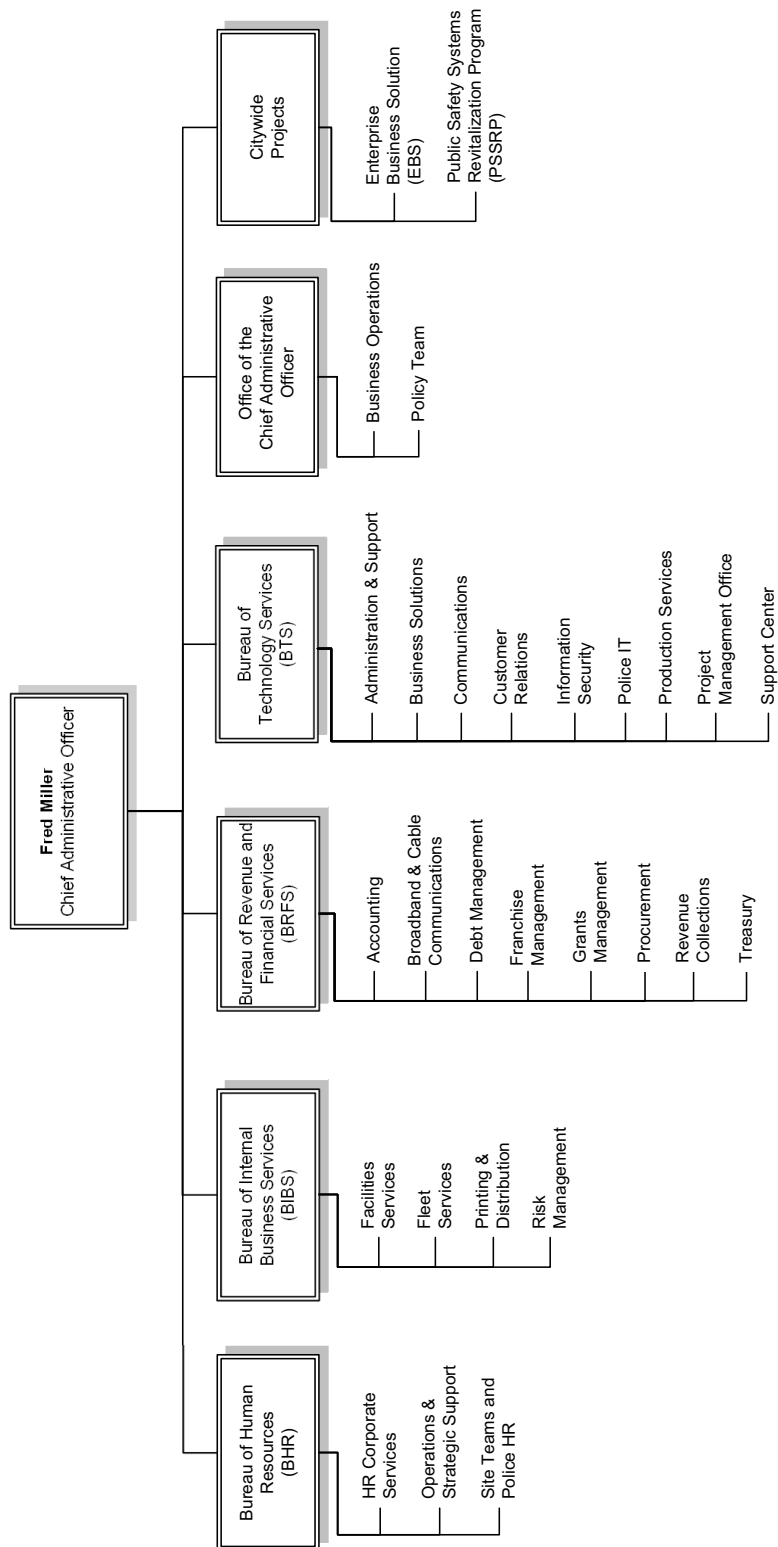 Fred Miller
Chief Administrative Officer
Bureau of Human
Resources
(BHR)
HR Corporate
Services
Operations &
Strategic Support
Site Teams and
Police HR
Bureau of Internal
Business Services
(BIBS)
Facilities
Services
Fleet
Services
Printing &
Distribution
Risk
Management
Bureau of Revenue and
Financial Services
(BRFS)
Accounting
Broadband & Cable
Communications
Debt Management
Franchise
Management
Grants
Management
Procurement
Revenue
Collections
Treasury
Bureau of
Technology Services
(BTS)
Administration & Support
Business Solutions
Communications
Customer
Relations
Information
Security
Police IT
Production Services
Project
Management Office
Support Center
Office of the
Chief Administrative
Officer
Business Operations
Policy Team
Citywide
Projects
Enterprise
Business Solution
(EBS)
Public Safety Systems
Revitalization Program
(PSSRP)